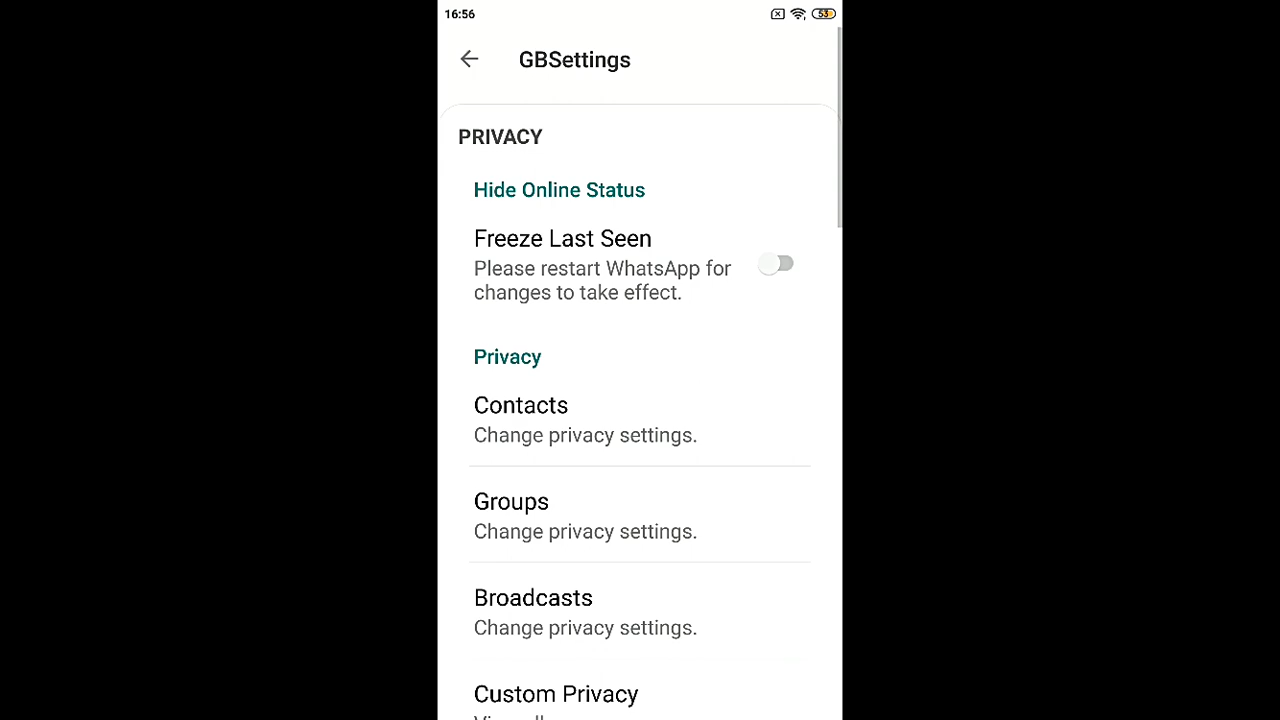 16:56
53
GBSettings
PRIVACY
Hide Online Status
Freeze Last Seen
Please restart WhatsApp for
changes to take effect.
Privacy
Contacts
Change privacy settings.
Groups
Change privacy settings.
Broadcasts
Change privacy settings.
Custom Privacy